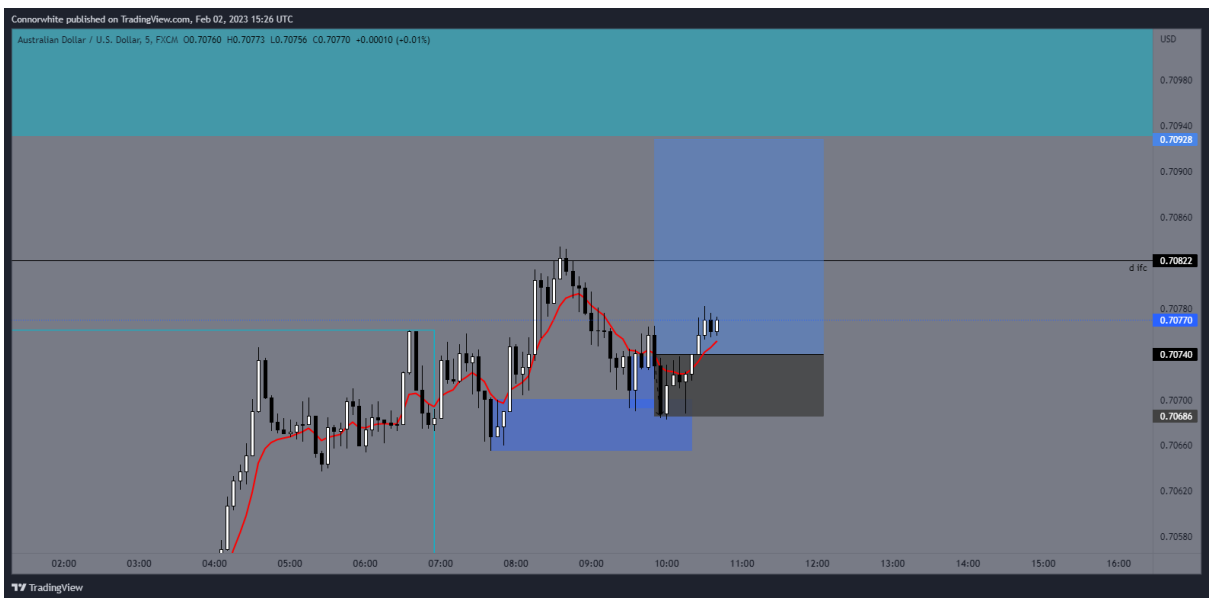 Connorwhite published on TradingView.com, Feb 02, 2023 15:26 UTC
Australian Dollar / U.S. Dollar, 5, FXCM O0.70760 H0.70773 L0.70756 C0.70770 +0.00010 (+0.01%)
USD
0.70980
0.70940
0.70928
0.70900
0.70860
d ifc
0.70822
0.70780
0.70770
0.70740
0.70700
0.70686
0.70660
0.70620
0.70580
02:00 03:00 04:00 05:00 06:00 07:00 08:00 09:00 10:00 11:00 12:00 13:00 14:00 15:00 16:00
TradingView